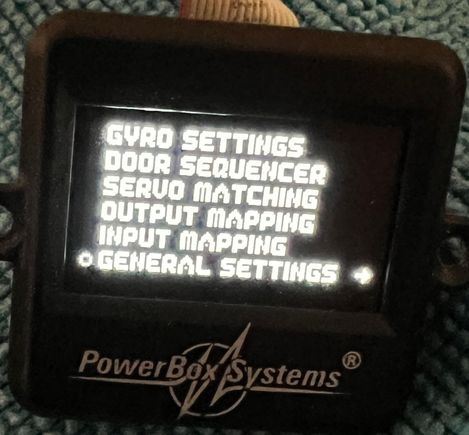 GYRO SETTINGS
DOOR SEQUENCER
SERVO MATCHING
OUTPUT MAPPING
INPUT MAPPING
GENERAL SETTINGS →
PowerBox Systems®